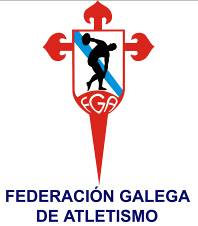 FGA
FEDERACIÓN GALEGA
DE ATLETISMO